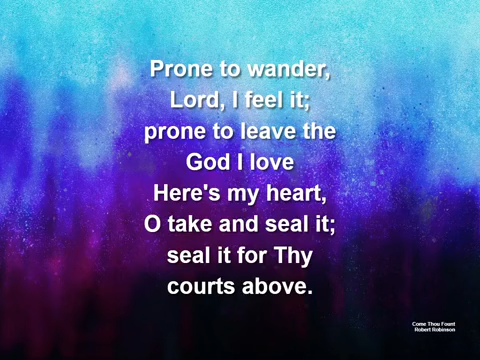 Prone to wander,
Lord, I feel it;
prone to leave the
God I love
Here's my heart,
O take and seal it;
seal it for Thy
courts above.
Come Thou Fount
Robert Robinson